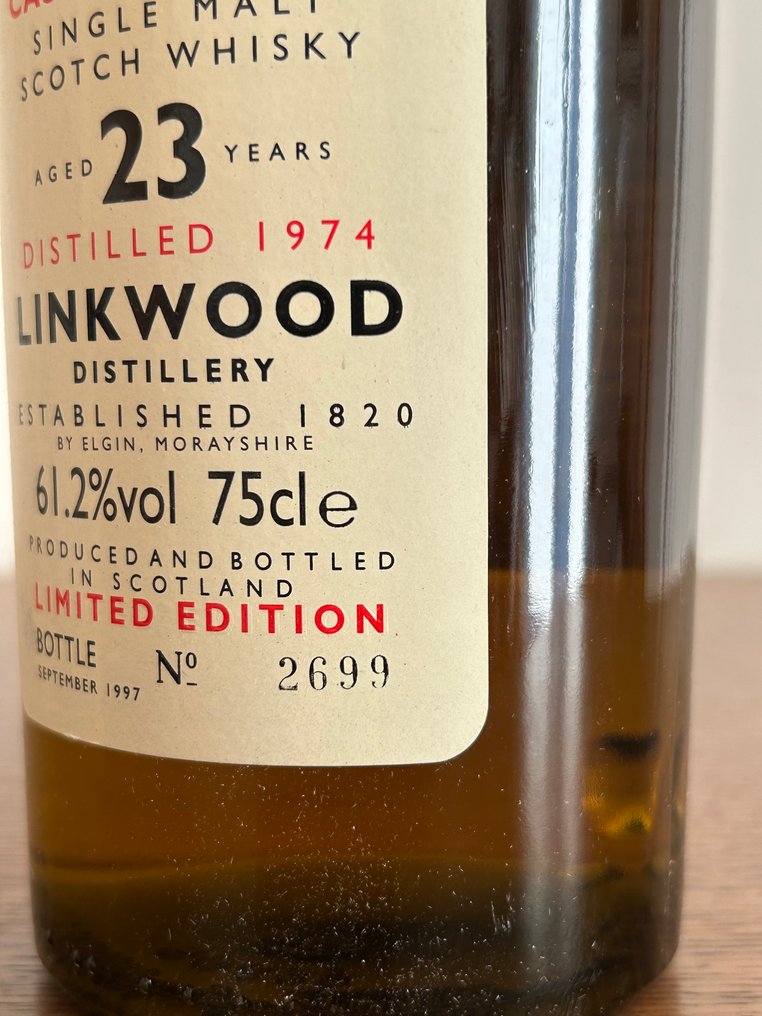 SINGLE MALT
SCOTCH WHISKY
AGED 23 YEARS
DISTILLED 1974
LINKWOOD
DISTILLERY
ESTABLISHED 1820
BY ELGIN, MORAYSHIRE
61.2%vol 75cl e
PRODUCED AND BOTTLED
IN SCOTLAND
LIMITED EDITION
BOTTLE
SEPTEMBER 1997 Nº 2699